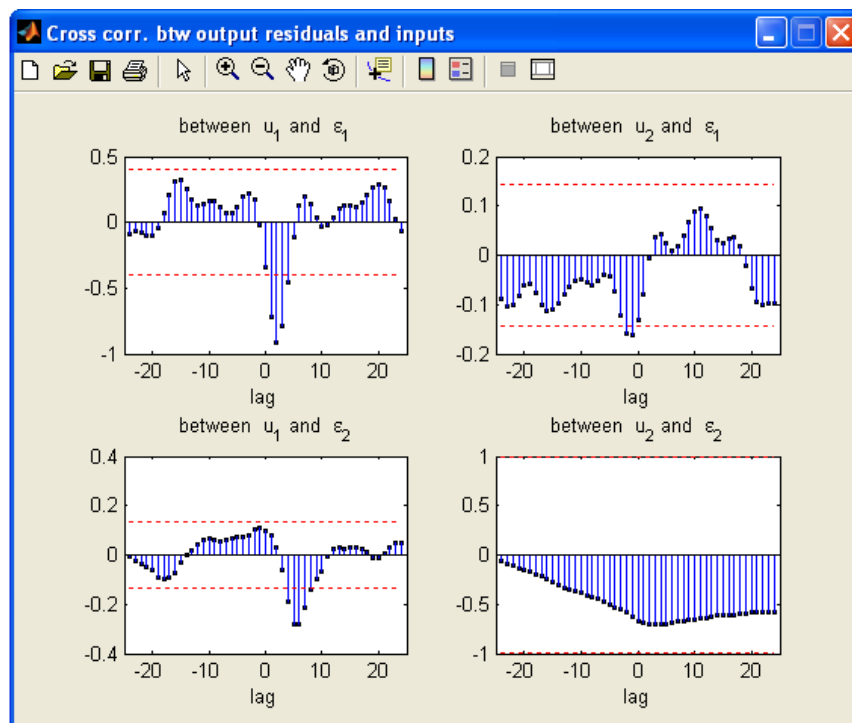 Cross corr. btw output residuals and inputs
between u1 and ε1
0.5
0
-0.5
-1
-20 -10 0 10 20
lag
between u2 and ε1
0.2
0.1
0
-0.1
-0.2
-20 -10 0 10 20
lag
between u1 and ε2
0.4
0.2
0
-0.2
-0.4
-20 -10 0 10 20
lag
between u2 and ε2
1
0.5
0
-0.5
-1
-20 -10 0 10 20
lag